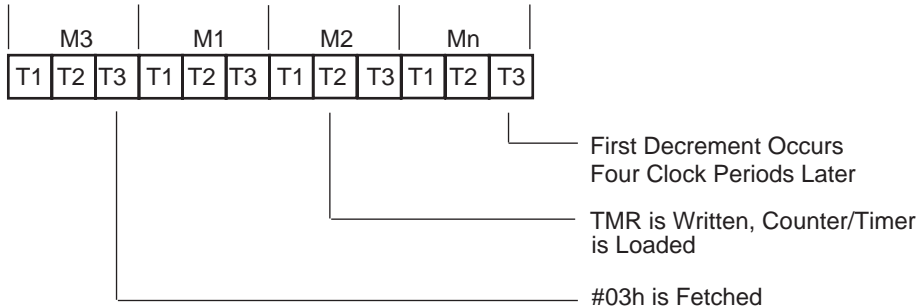 M3 M1 M2 Mn
T1 T2 T3 T1 T2 T3 T1 T2 T3 T1 T2 T3
First Decrement Occurs
Four Clock Periods Later
TMR is Written, Counter/Timer
is Loaded
#03h is Fetched